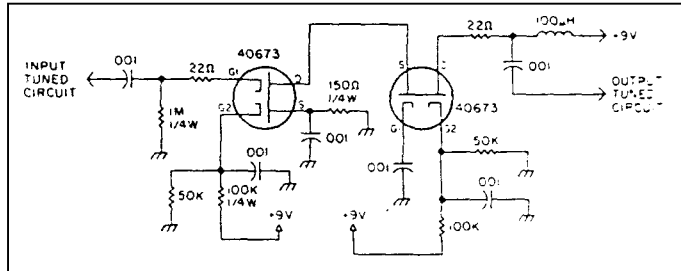 INPUT
TUNED
CIRCUIT
.001
22Ω
1M
1/4W
G1
40673
D
G2
S
150Ω
1/4W
.001
.001
50K
100K
1/4W
+9V
S
D
22Ω
100µH
+9V
.001
OUTPUT
TUNED
CIRCUIT
40673
G1
G2
.001
50K
.001
100K
+9V